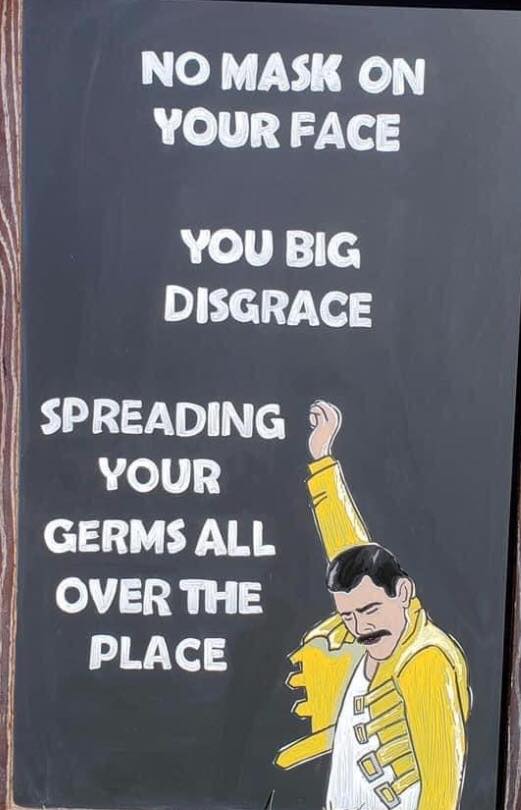 NO MASK ON
YOUR FACE
YOU BIG
DISGRACE
SPREADING
YOUR
GERMS ALL
OVER THE
PLACE